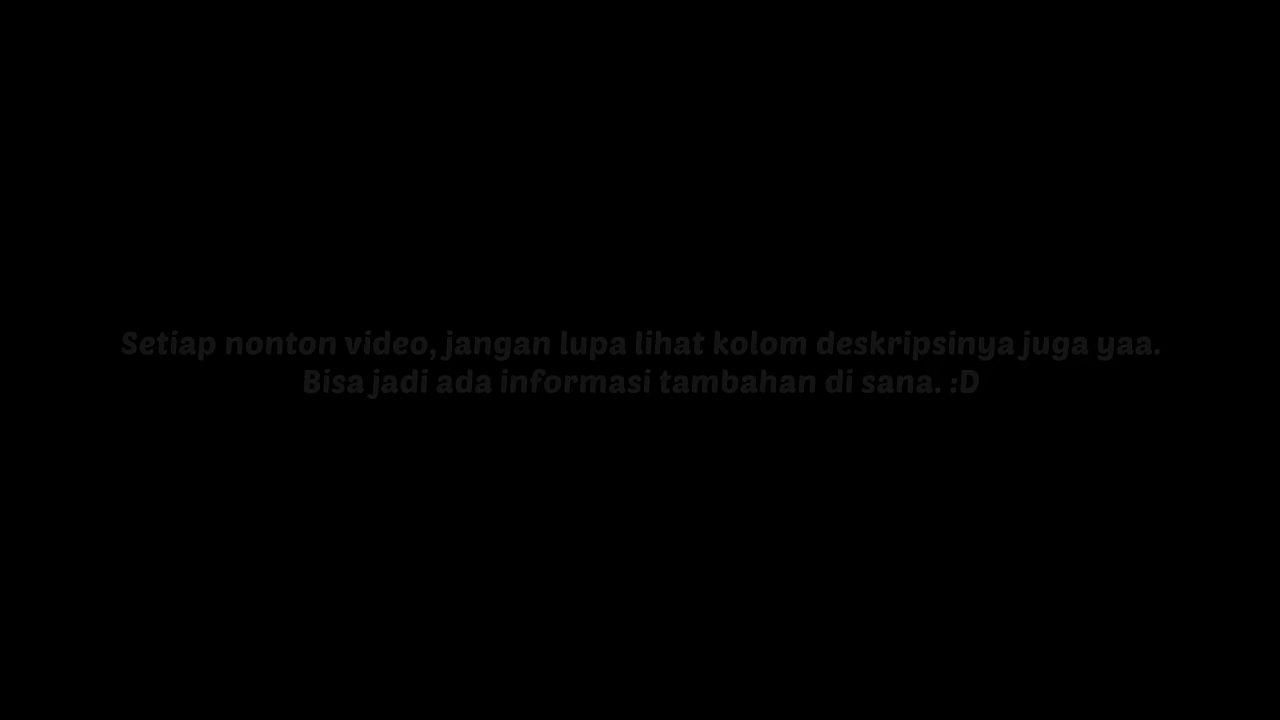 Setiap nonton video, jangan lupa lihat kolom deskripsinya juga yaa.
Bisa jadi ada informasi tambahan di sana. :D